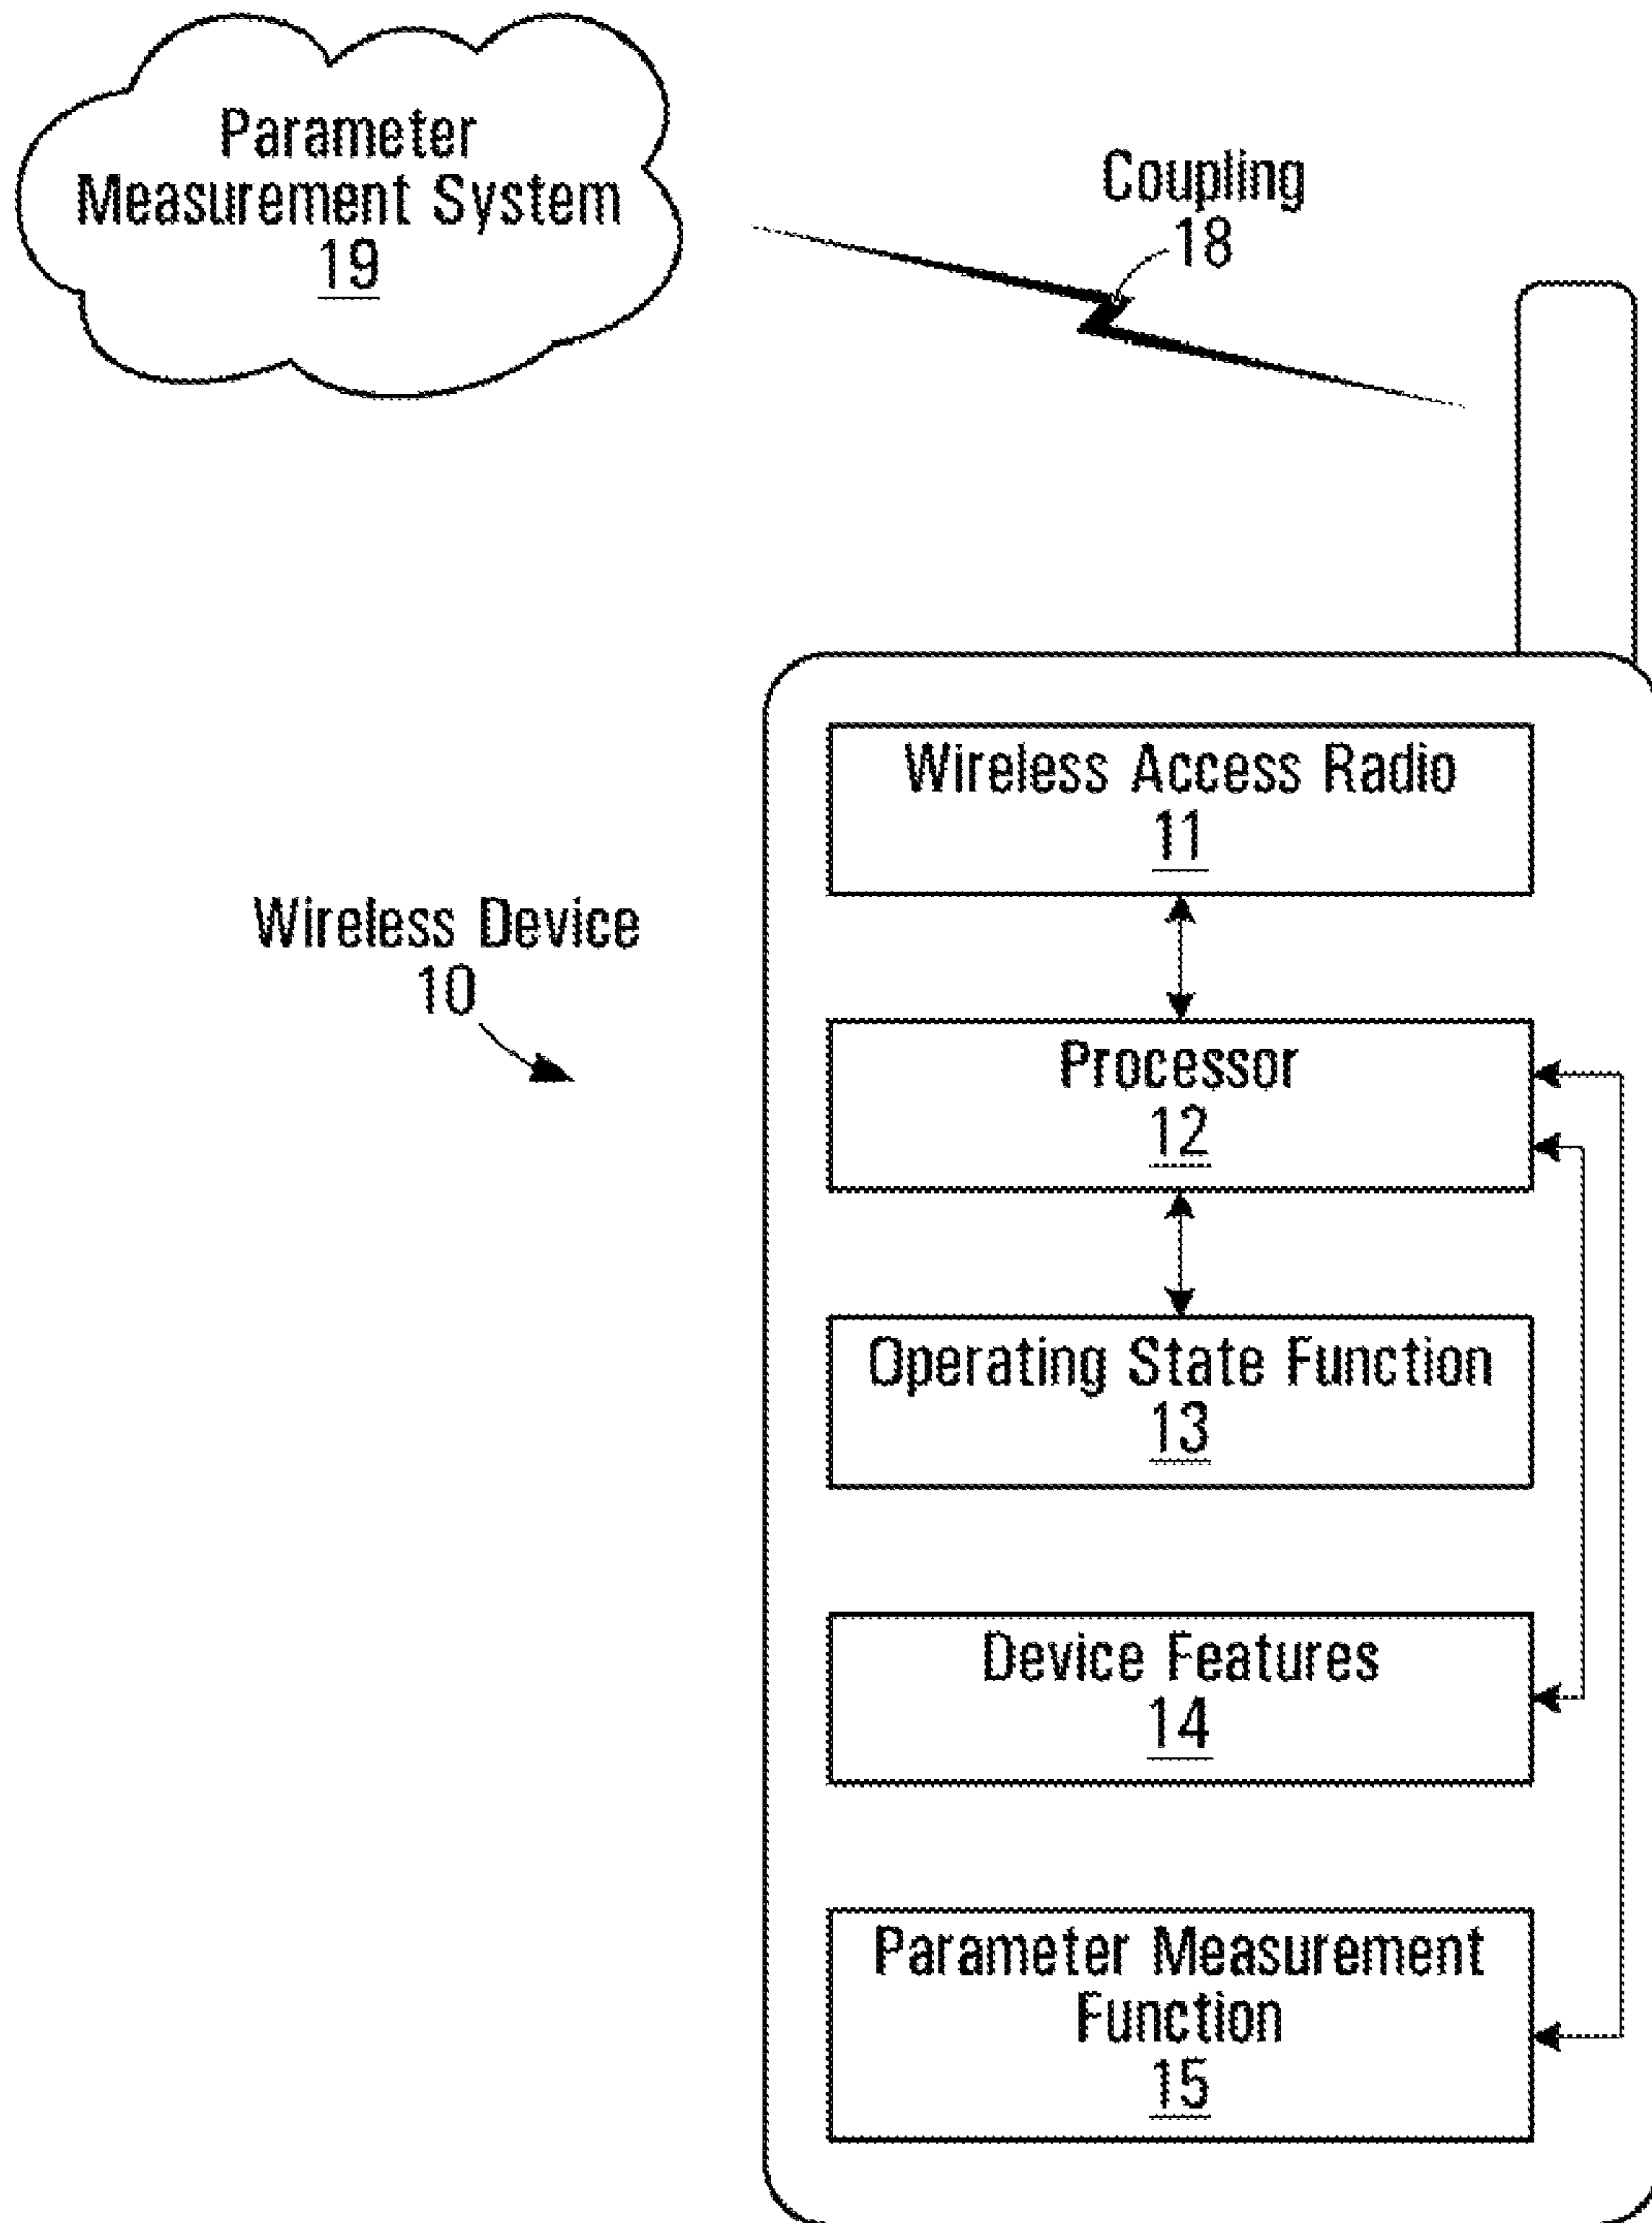 Parameter
Measurement System
19
Coupling
18
Wireless Access Radio
11
Wireless Device
10
Processor
12
Operating State Function
13
Device Features
14
Parameter Measurement
Function
15